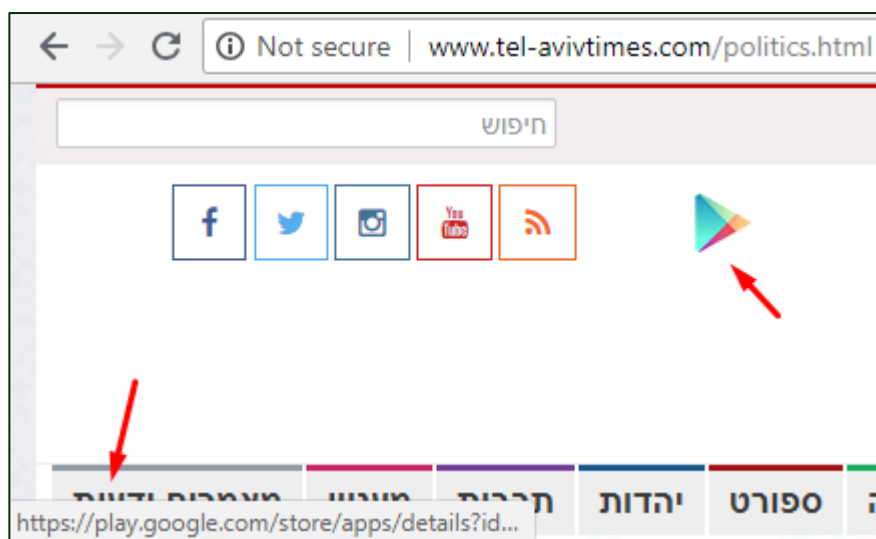 Not secure | www.tel-avivtimes.com/politics.html
חיפוש
f
You Tube
ספורט
יהדות
https://play.google.com/store/apps/details?id...